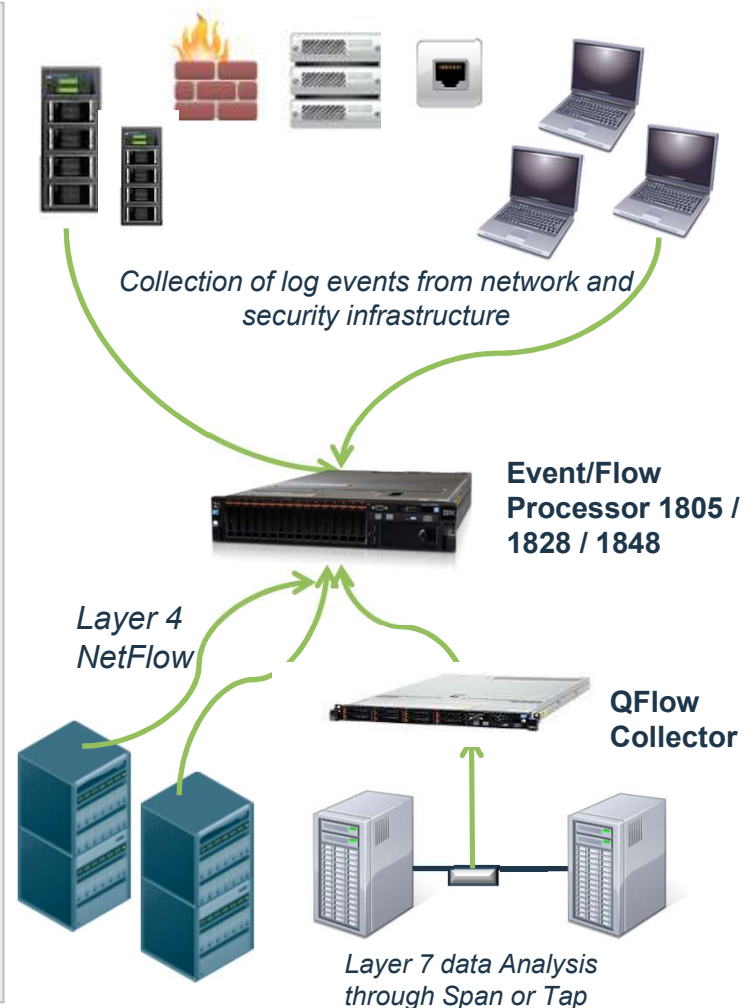 Collection of log events from network and
security infrastructure
Event/Flow
Processor 1805 /
1828 / 1848
Layer 4
NetFlow
QFlow
Collector
Layer 7 data Analysis
through Span or Tap